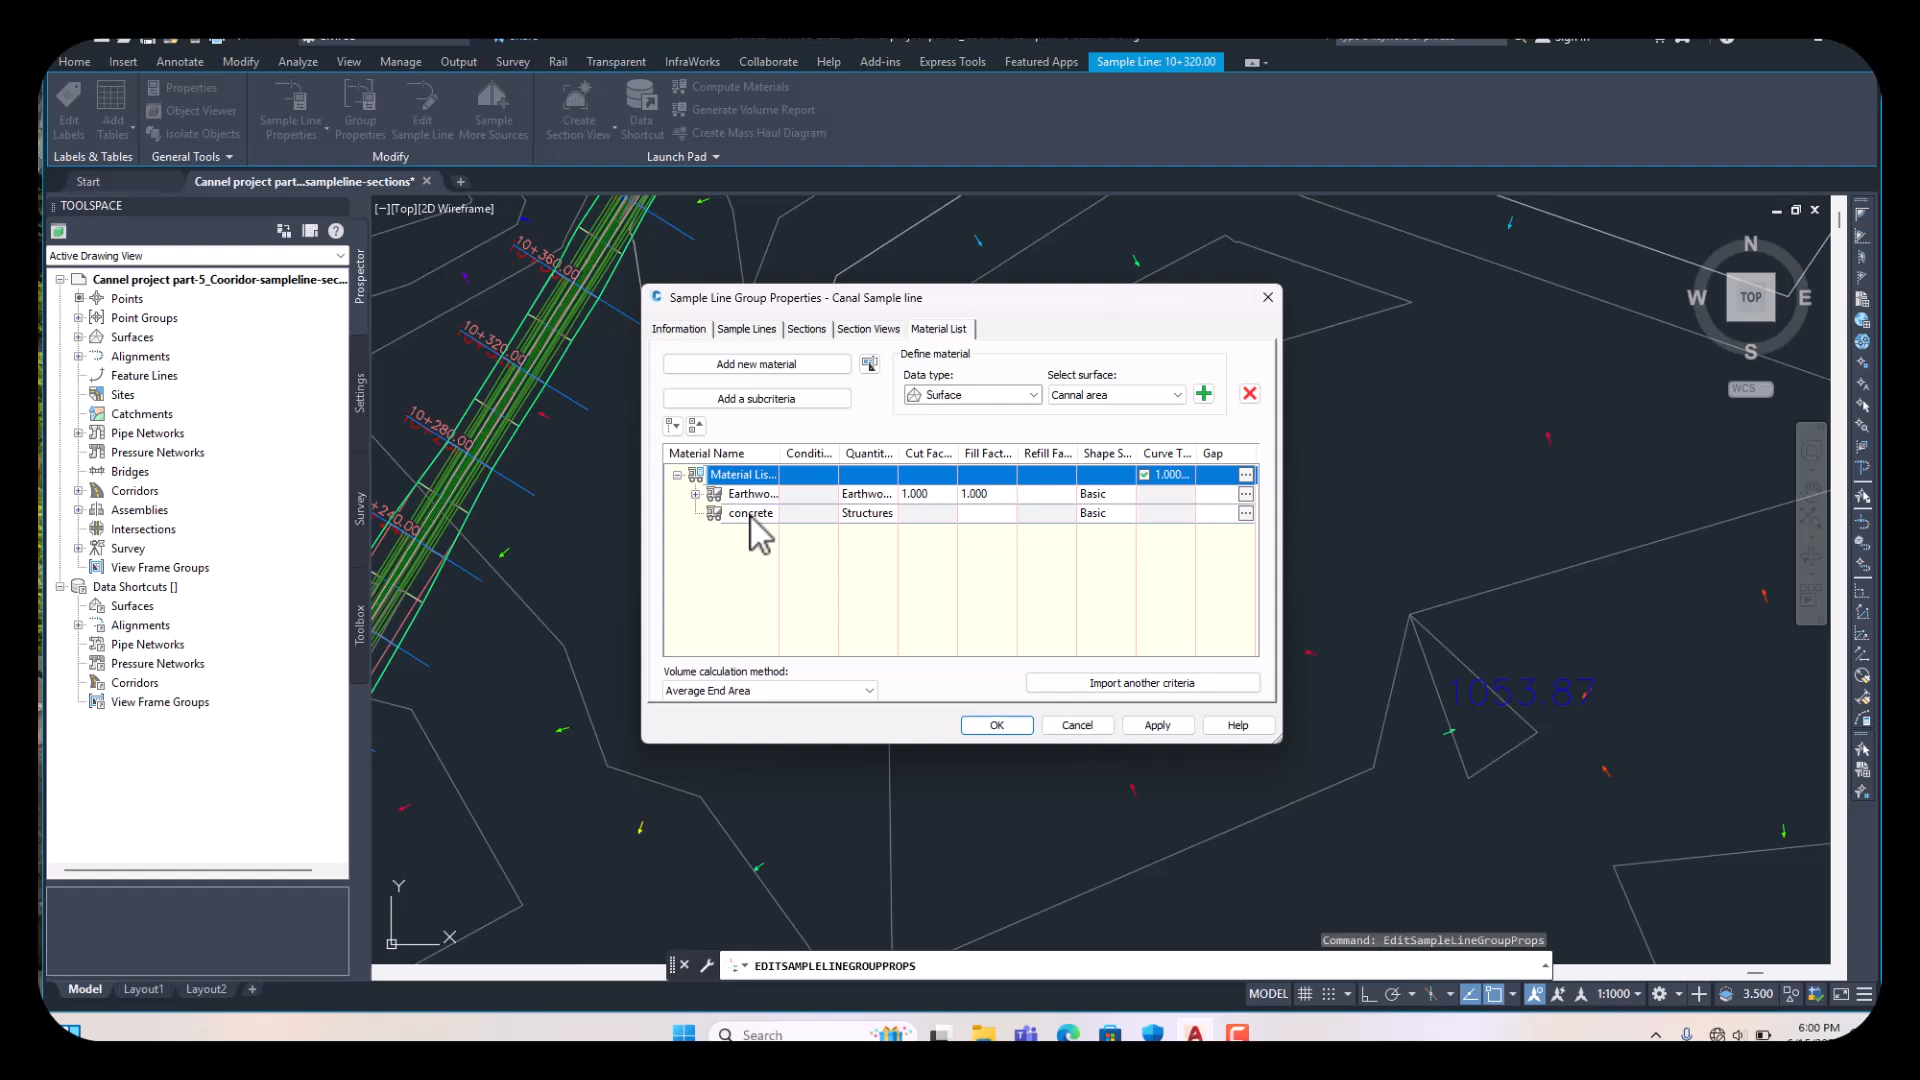 Home Insert Annotate Modify Analyze View Manage Output Survey Rail Transparent InfraWorks Collaborate Help Add-ins Express Tools Featured Apps Sample Line: 10+320.00
Edit Labels
Add Tables
Properties
Object Viewer
Isolate Objects
Sample Line Properties
Group Properties
Edit Sample Line
Sample More Sources
Create Section View
Data Shortcut
Compute Materials
Generate Volume Report
Create Mass Haul Diagram
Labels & Tables General Tools Modify Launch Pad
Start Cannel project part...sampleline-sections*
TOOLSPACE
Active Drawing View
Cannel project part-5_Cooridor-sampleline-sec...
Points
Point Groups
Surfaces
Alignments
Feature Lines
Sites
Catchments
Pipe Networks
Pressure Networks
Bridges
Corridors
Assemblies
Intersections
Survey
View Frame Groups
Data Shortcuts []
Surfaces
Alignments
Pipe Networks
Pressure Networks
Corridors
View Frame Groups
Prospector
Settings
Survey
Toolbox
[−][Top][2D Wireframe]
10+360.00
10+320.00
10+280.00
10+240.00
N
W TOP E
S
WCS
1053.87
Y
X
Sample Line Group Properties - Canal Sample line
Information Sample Lines Sections Section Views Material List
Add new material
Add a subcriteria
Define material
Data type: Select surface:
Surface Cannal area
Material Name Conditi... Quantit... Cut Fac... Fill Fact... Refill Fa... Shape S... Curve T... Gap
Material Lis... 1.000...
Earthwo... Earthwo... 1.000 1.000 Basic
concrete Structures Basic
Volume calculation method:
Average End Area
Import another criteria
OK Cancel Apply Help
Command: EditSampleLineGroupProps
EDITSAMPLELINEGROUPPROPS
Model Layout1 Layout2
MODEL 1:1000 3.500
Search
6:00 PM